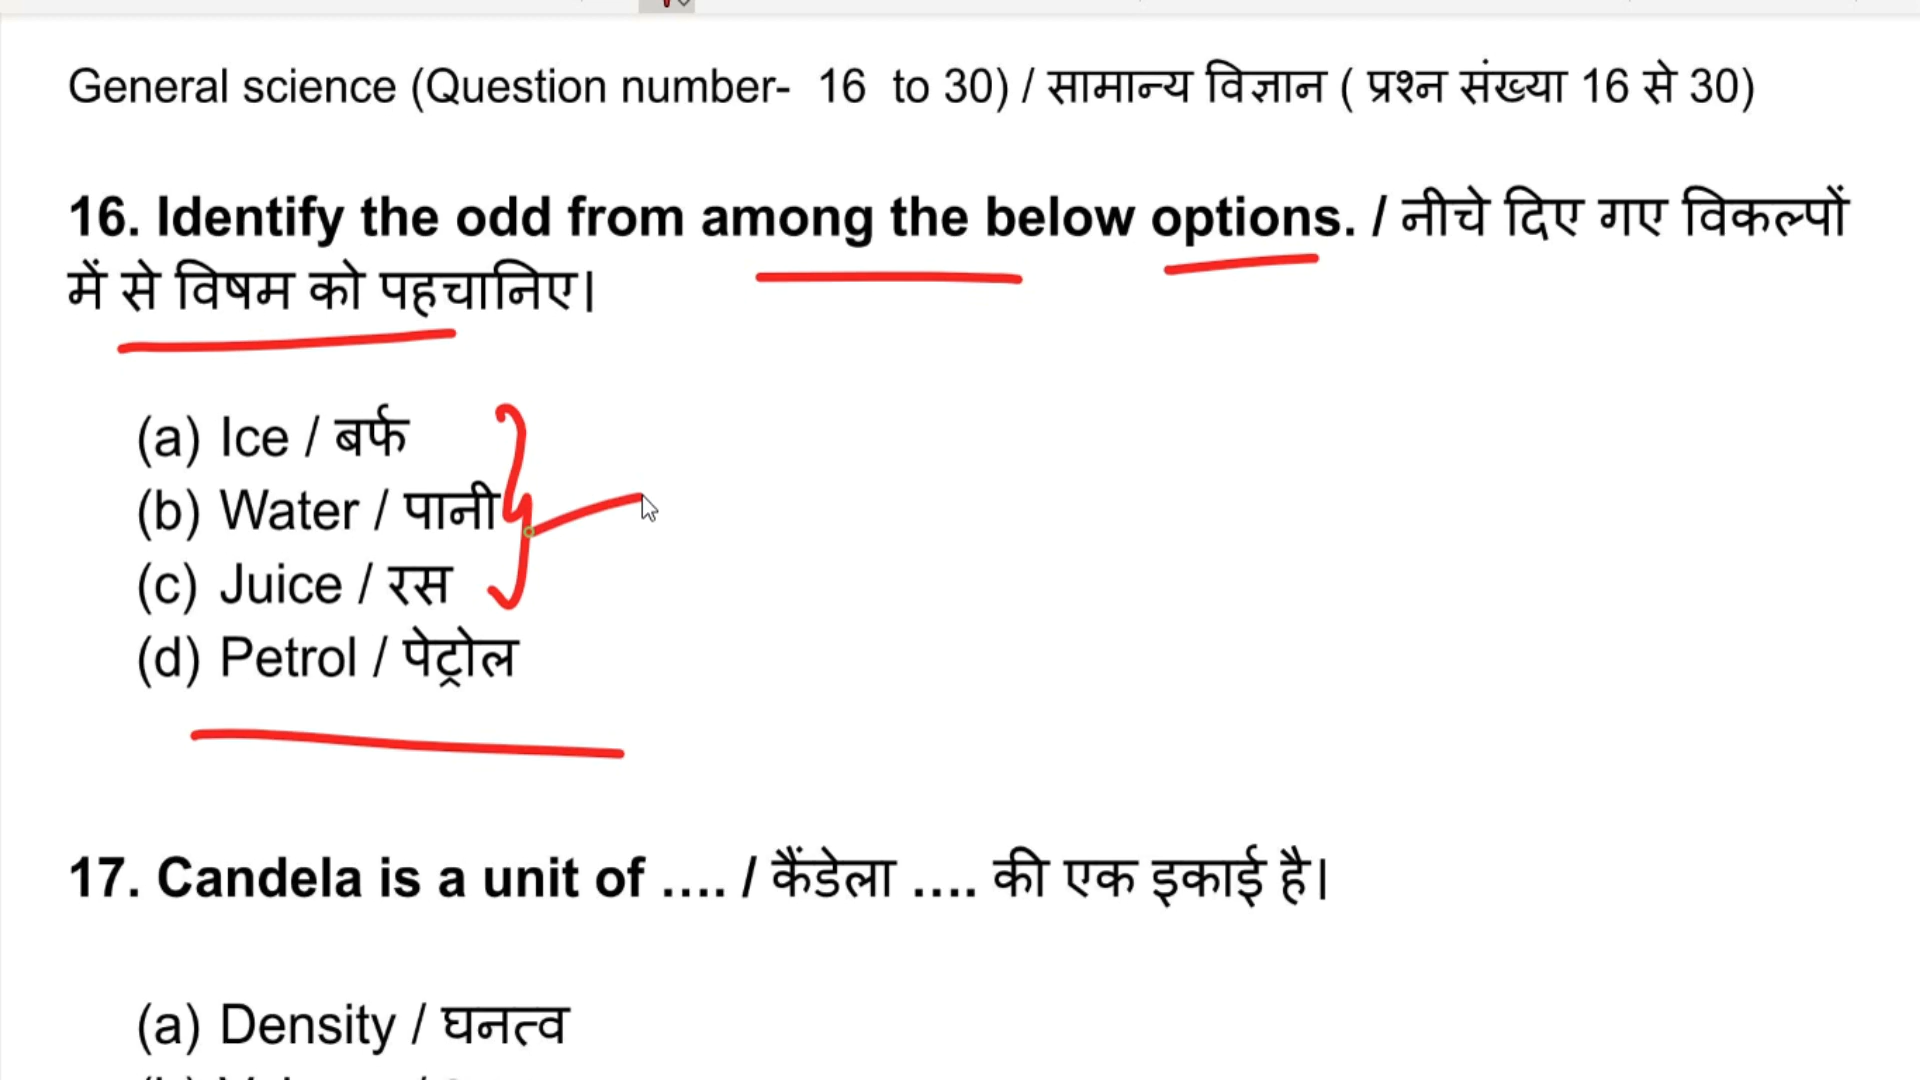 General science (Question number- 16 to 30) / सामान्य विज्ञान ( प्रश्न संख्या 16 से 30)
16. Identify the odd from among the below options. / नीचे दिए गए विकल्पों
में से विषम को पहचानिए।
(a) Ice / बर्फ
(b) Water / पानी
(c) Juice / रस
(d) Petrol / पेट्रोल
17. Candela is a unit of .... / कैंडेला .... की एक इकाई है।
(a) Density / घनत्व